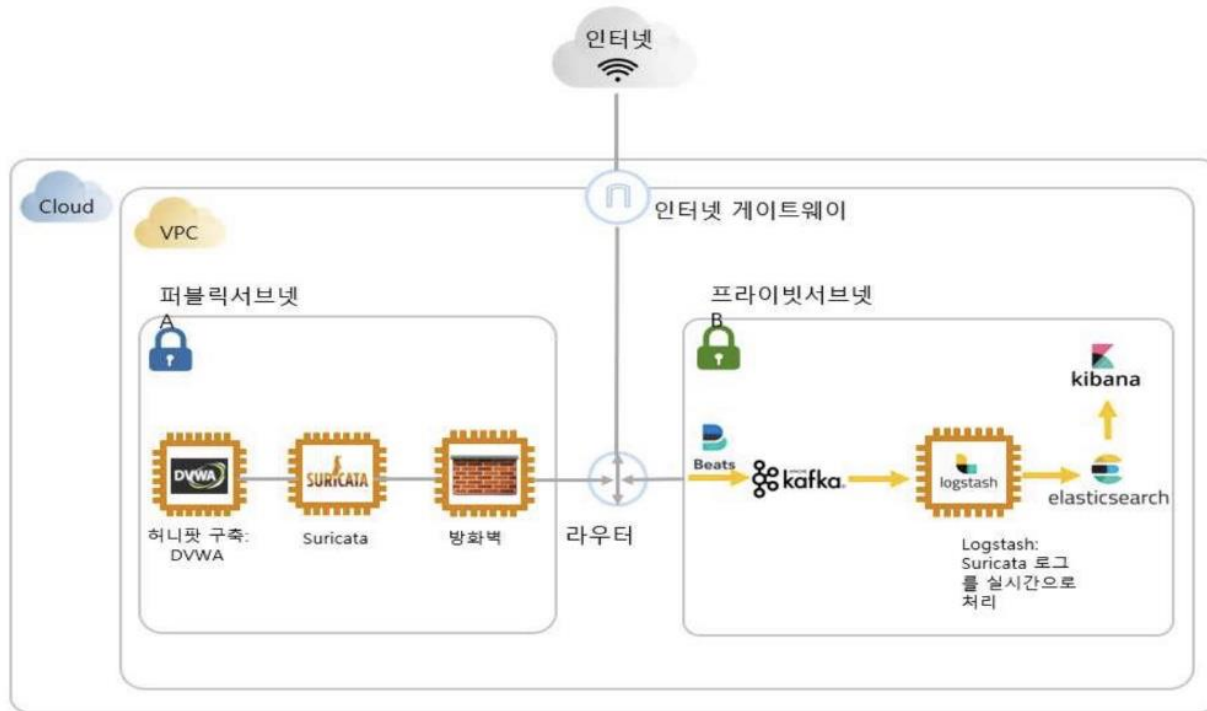 인터넷
Cloud
인터넷 게이트웨이
VPC
퍼블릭서브넷
A
프라이빗서브넷
B
kibana
DVWA
SURICATA
Beats
kafka
logstash
elasticsearch
허니팟 구축:
DVWA
Suricata
방화벽
라우터
Logstash:
Suricata 로그
를 실시간으로
처리